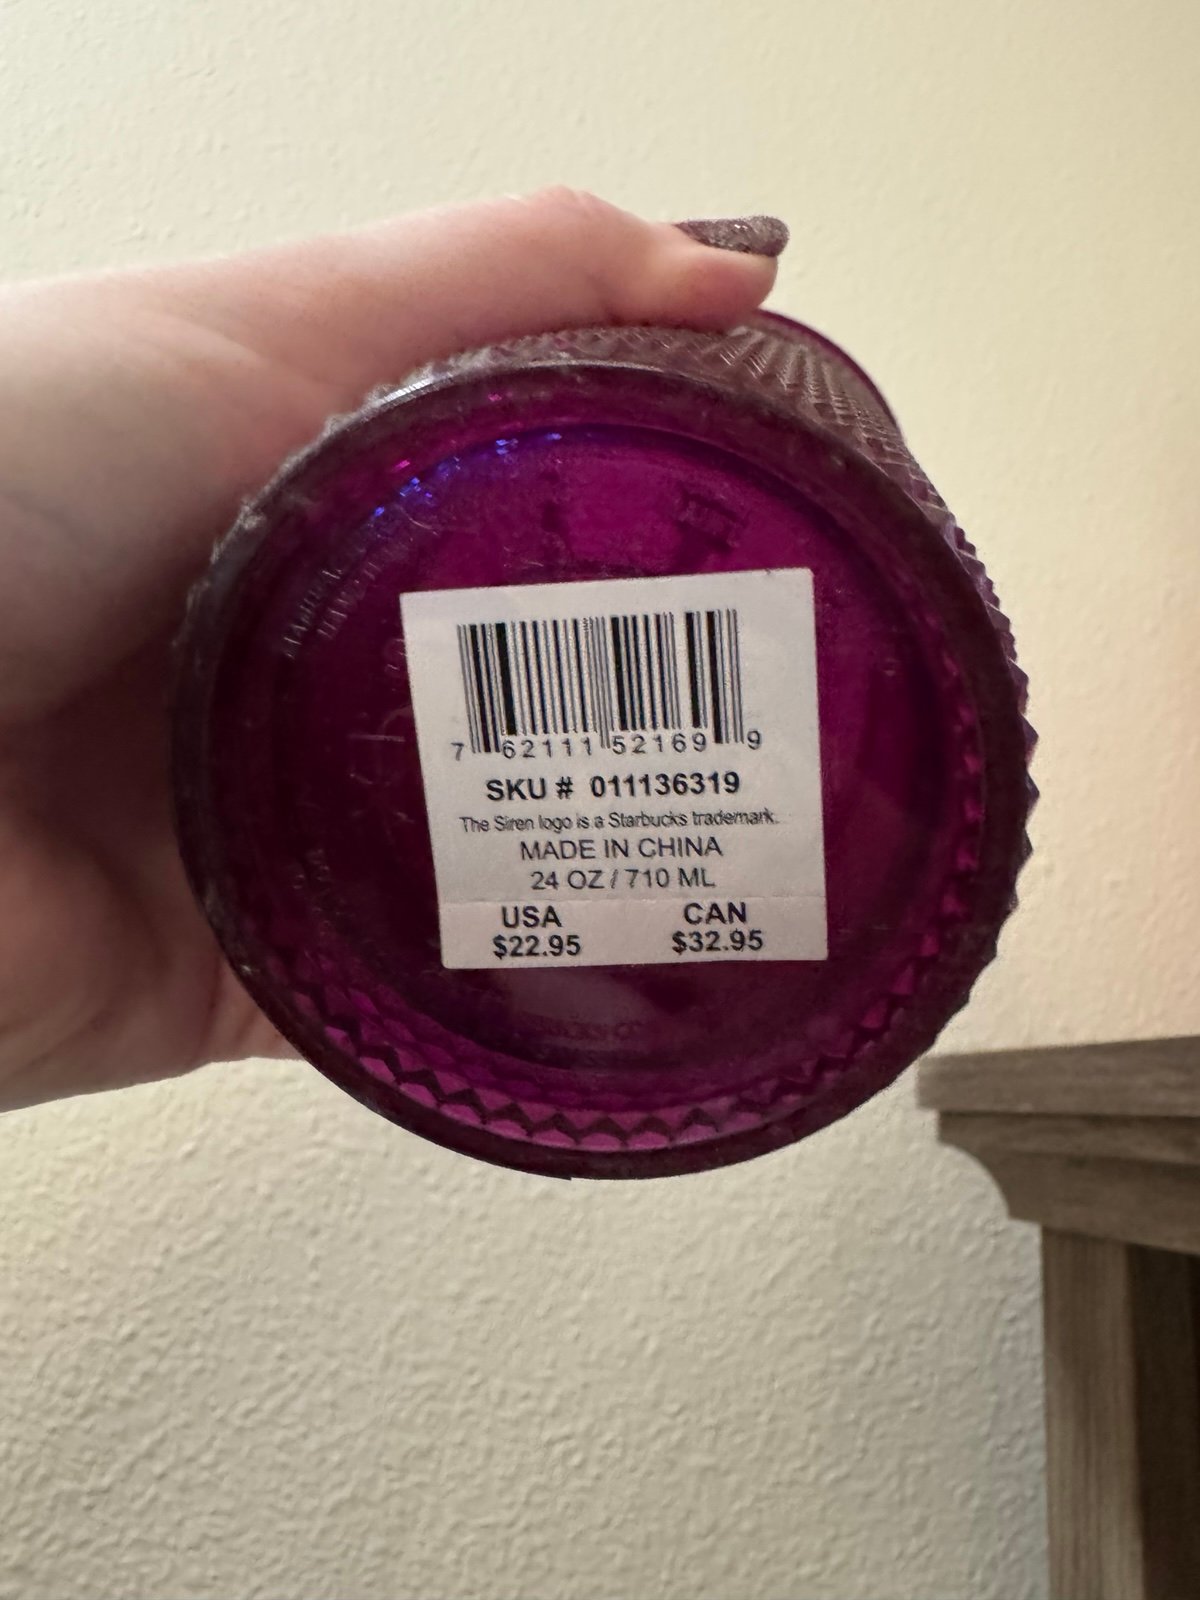 7 62111 52169 9
SKU # 011136319
The Siren logo is a Starbucks trademark.
MADE IN CHINA
24 OZ / 710 ML
USA CAN
$22.95 $32.95